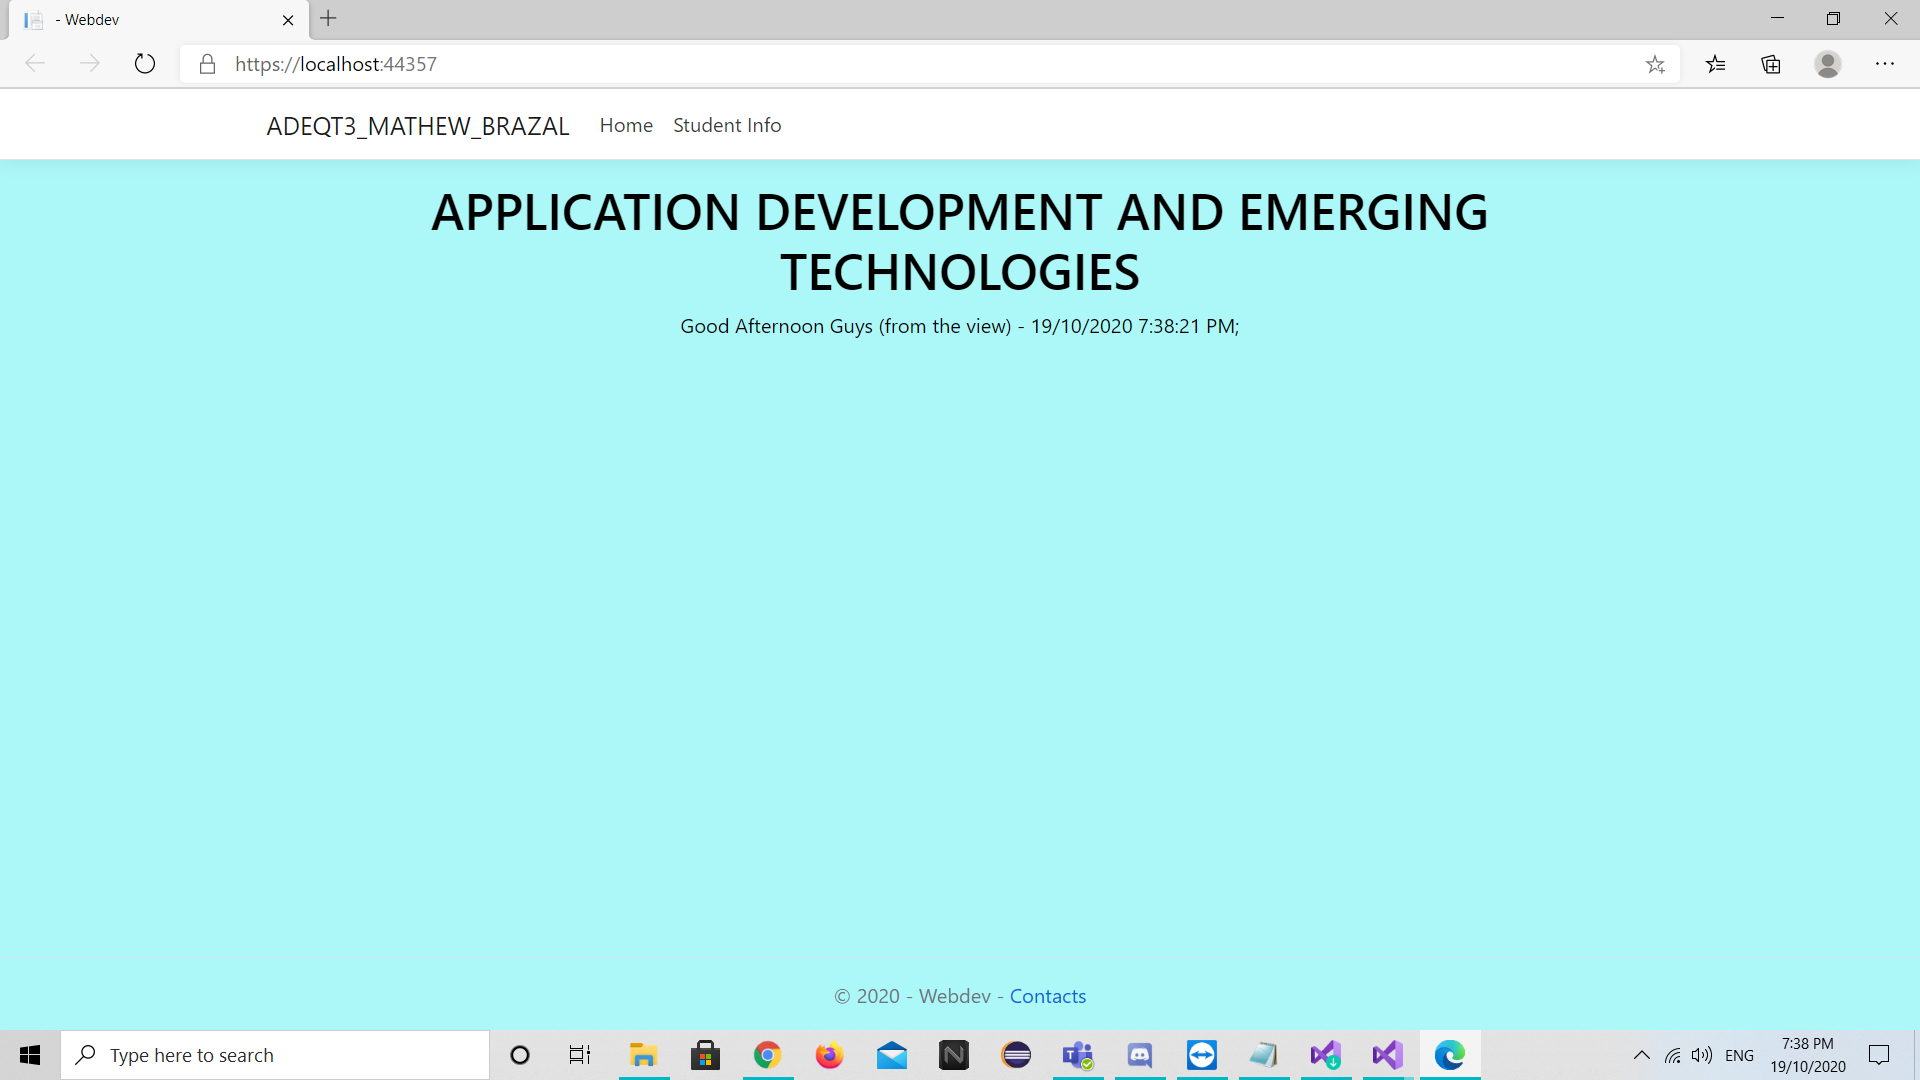 - Webdev
https://localhost:44357
ADEQT3_MATHEW_BRAZAL Home Student Info
APPLICATION DEVELOPMENT AND EMERGING
TECHNOLOGIES
Good Afternoon Guys (from the view) - 19/10/2020 7:38:21 PM;
© 2020 - Webdev - Contacts
Type here to search
ENG
7:38 PM
19/10/2020